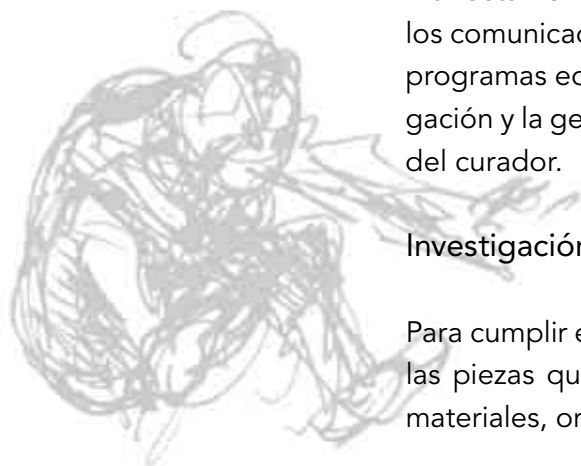 los comunicad
programas ed
gación y la ge
del curador.
Investigación
Para cumplir e
las piezas qu
materiales, or